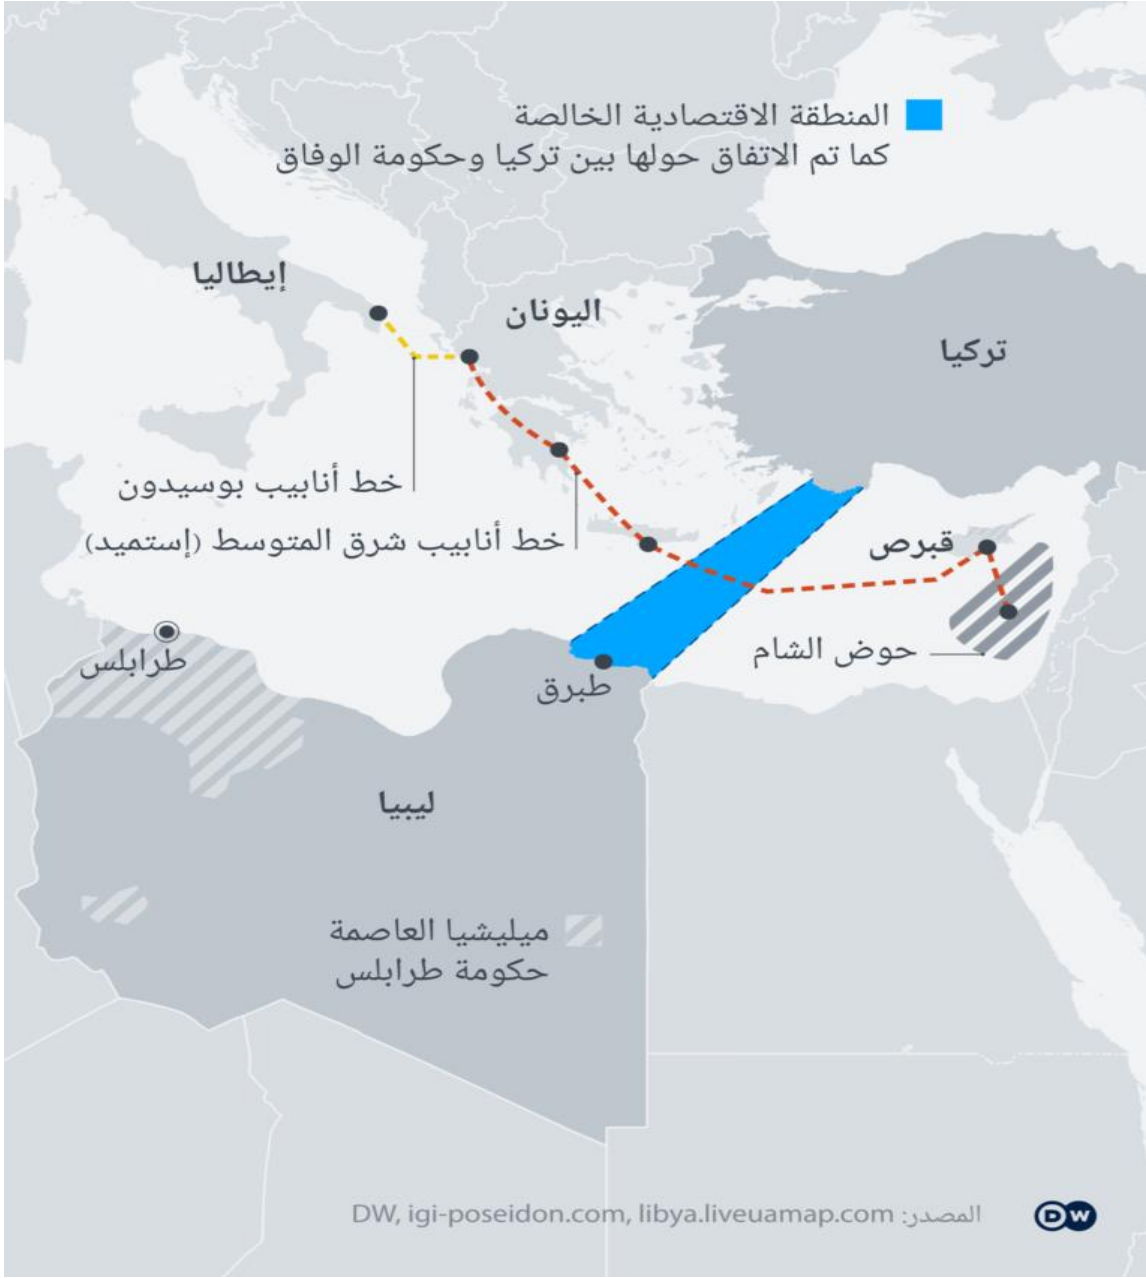 المنطقة الاقتصادية الخالصة
كما تم الاتفاق حولها بين تركيا وحكومة الوفاق
إيطاليا
اليونان
تركيا
خط أنابيب بوسيدون
خط أنابيب شرق المتوسط (إستميد)
قبرص
حوض الشام
طرابلس
طبرق
ليبيا
ميليشيا العاصمة
حكومة طرابلس
المصدر: DW, igi-poseidon.com, libya.liveuamap.com
DW